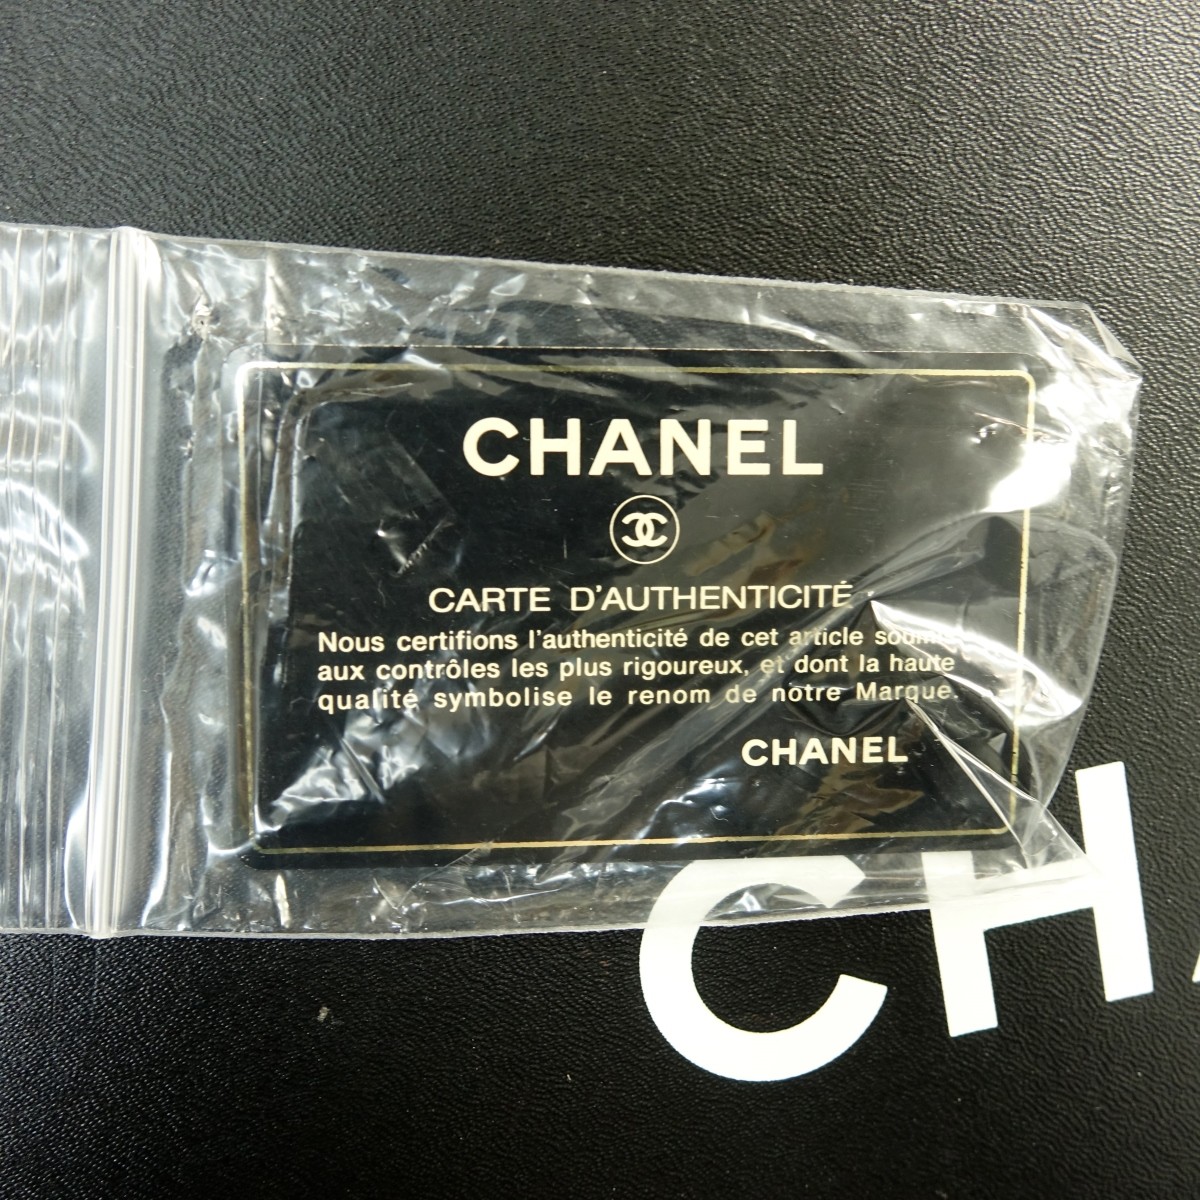 CHANEL
CARTE D'AUTHENTICITÉ
Nous certifions l'authenticité de cet article soumis
aux contrôles les plus rigoureux, et dont la haute
qualité symbolise le renom de notre Marque.
CHANEL
CH